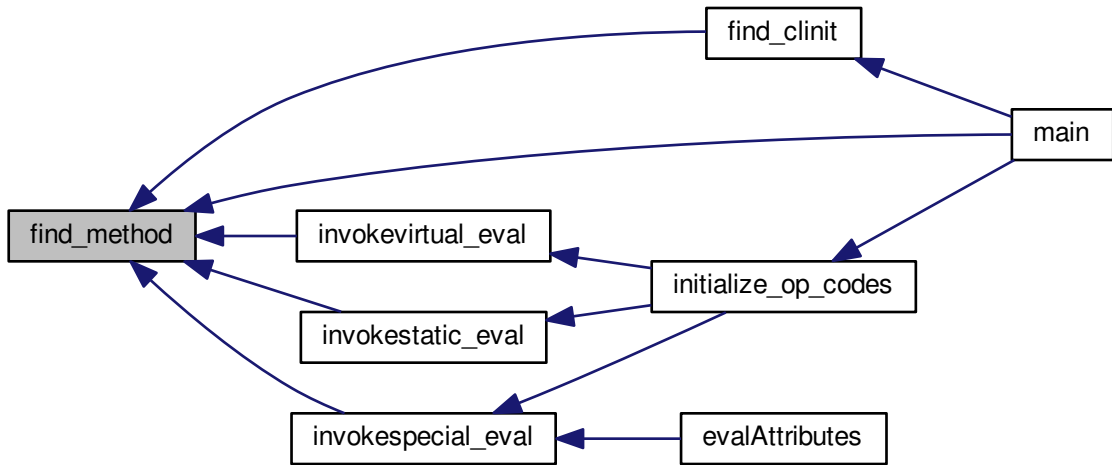 find_clinit
main
find_method
invokevirtual_eval
initialize_op_codes
invokestatic_eval
invokespecial_eval
evalAttributes